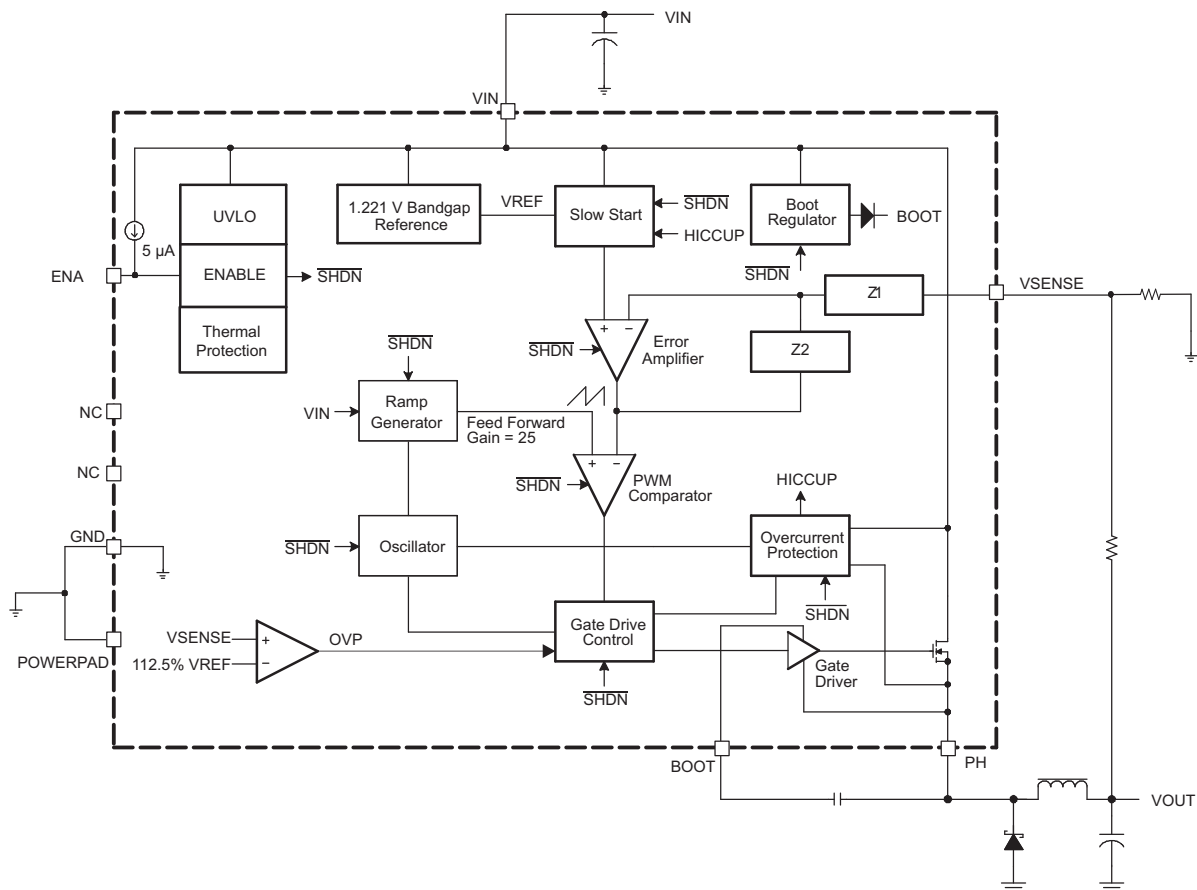 VIN
VIN
UVLO
1.221 V Bandgap
Reference
VREF
Slow Start
SHDN
HICCUP
Boot
Regulator
BOOT
5 µA
ENA
ENABLE
SHDN
SHDN
VSENSE
Z1
Thermal
Protection
SHDN
SHDN
Error
Amplifier
Z2
VIN
Ramp
Generator
Feed Forward
Gain = 25
NC
NC
SHDN
PWM
Comparator
HICCUP
GND
SHDN
Oscillator
Overcurrent
Protection
SHDN
VSENSE
OVP
Gate Drive
Control
POWERPAD
112.5% VREF
Gate
Driver
SHDN
BOOT
PH
VOUT